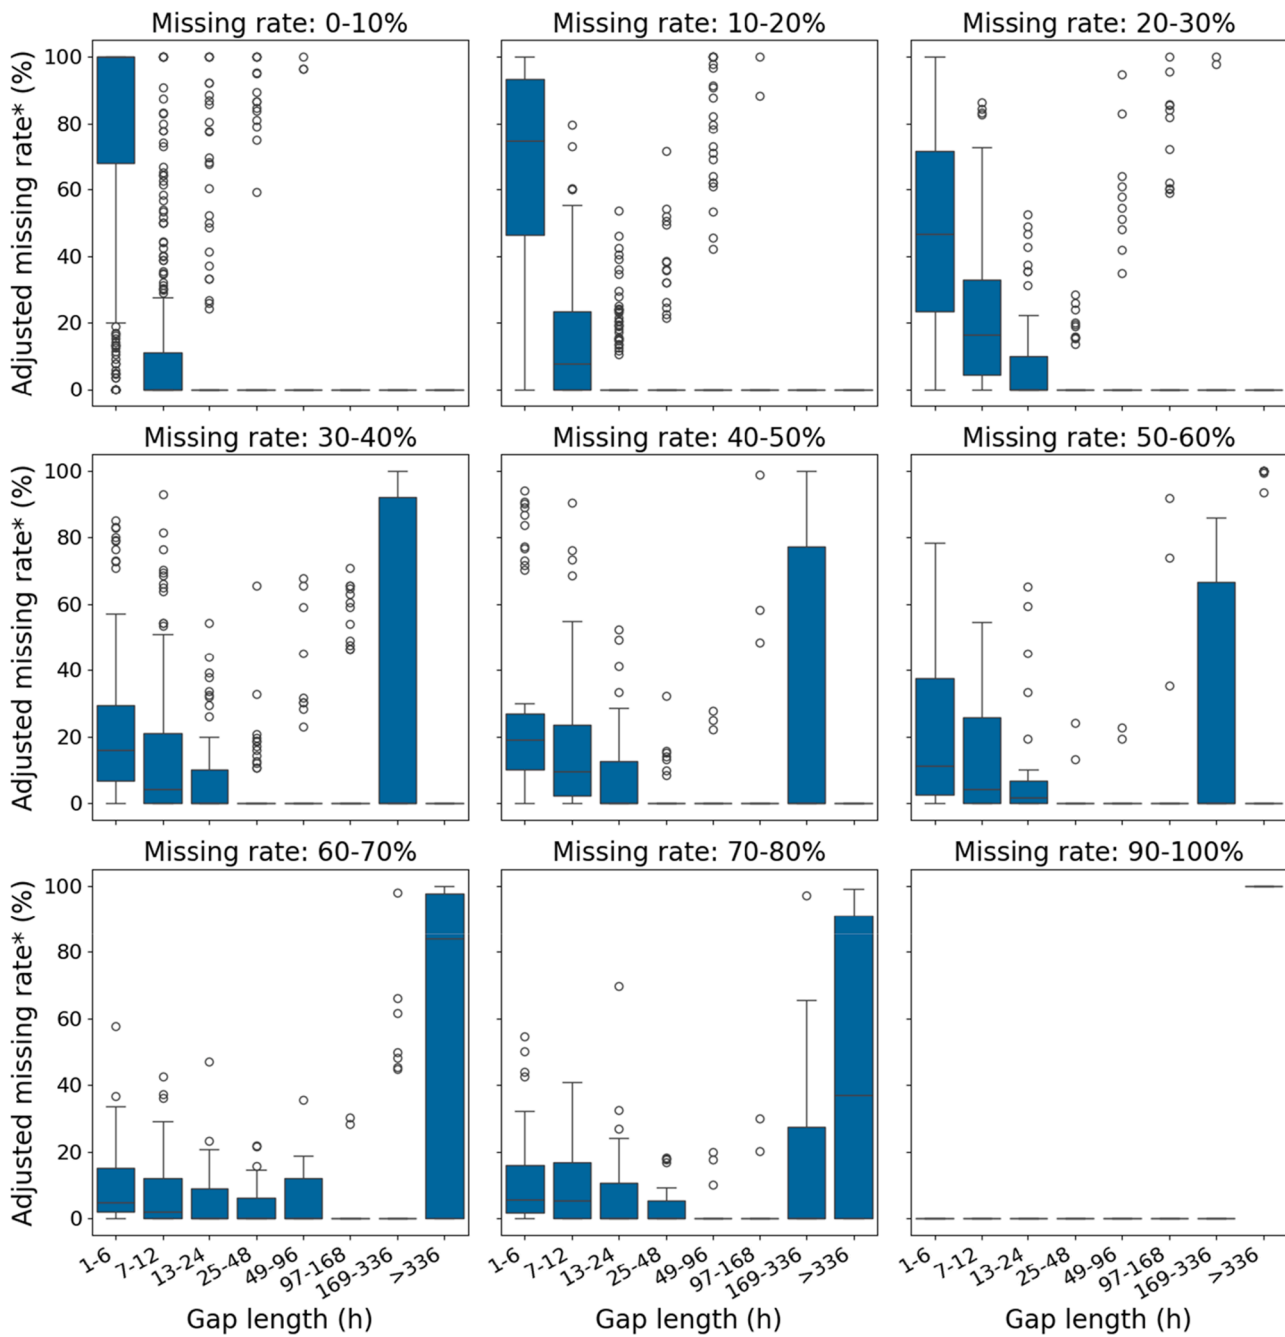 Missing rate: 0-10%
Missing rate: 10-20%
Missing rate: 20-30%
Adjusted missing rate* (%)
100
80
60
40
20
0
Missing rate: 30-40%
Missing rate: 40-50%
Missing rate: 50-60%
Adjusted missing rate* (%)
100
80
60
40
20
0
Missing rate: 60-70%
Missing rate: 70-80%
Missing rate: 90-100%
Adjusted missing rate* (%)
100
80
60
40
20
0
1-6
7-12
13-24
25-48
49-96
97-168
169-336
>336
1-6
7-12
13-24
25-48
49-96
97-168
169-336
>336
1-6
7-12
13-24
25-48
49-96
97-168
169-336
>336
Gap length (h)
Gap length (h)
Gap length (h)